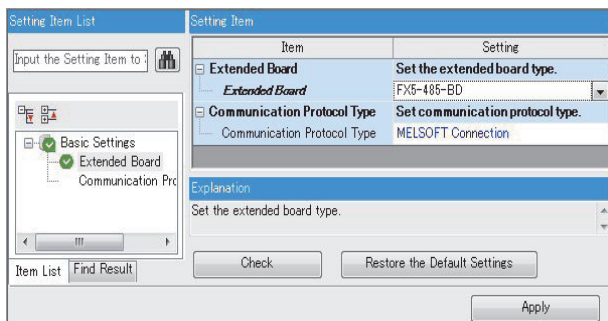 Setting Item List
Input the Setting Item to
Basic Settings
Extended Board
Communication Prc
Item List
Find Result
Setting Item
Item Setting
Extended Board Set the extended board type.
Extended Board FX5-485-BD
Communication Protocol Type Set communication protocol type.
Communication Protocol Type MELSOFT Connection
Explanation
Set the extended board type.
Check
Restore the Default Settings
Apply